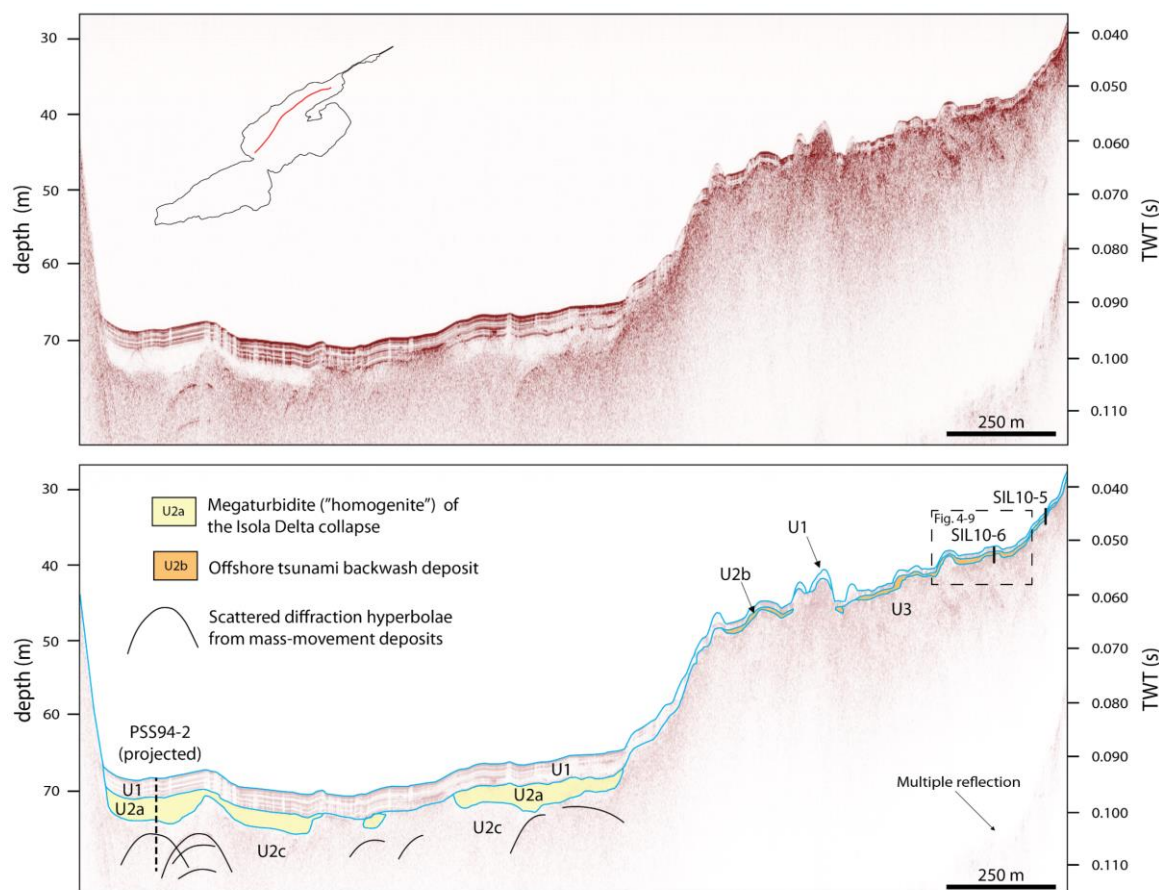 30
40
50
60
70
depth (m)
0.040
0.050
0.060
0.070
0.080
0.090
0.100
0.110
TWT (s)
250 m
30
40
50
60
70
depth (m)
U2a
Megaturbidite ("homogenite") of
the Isola Delta collapse
U2b
Offshore tsunami backwash deposit
Scattered diffraction hyperbolae
from mass-movement deposits
PSS94-2
(projected)
U1
U2a
U2c
U2c
U1
U2a
U2b
U1
U3
Fig. 4-9
SIL10-6
SIL10-5
Multiple reflection
0.040
0.050
0.060
0.070
0.080
0.090
0.100
0.110
TWT (s)
250 m